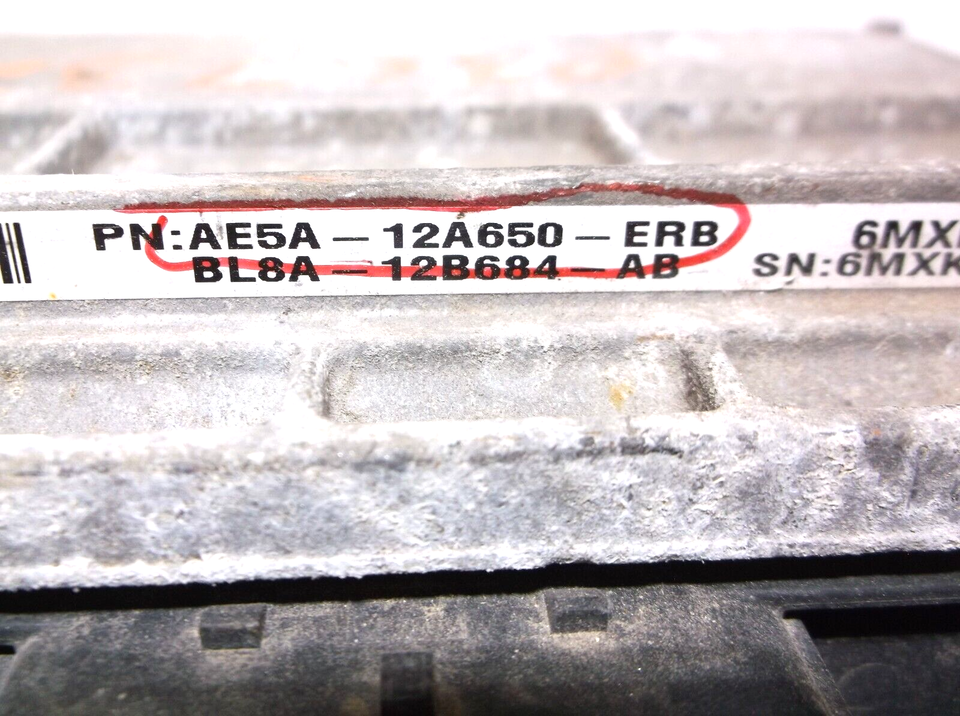 PN:AE5A-12A650-ERB
BL8A-12B684-AB
6MX
SN:6MXK